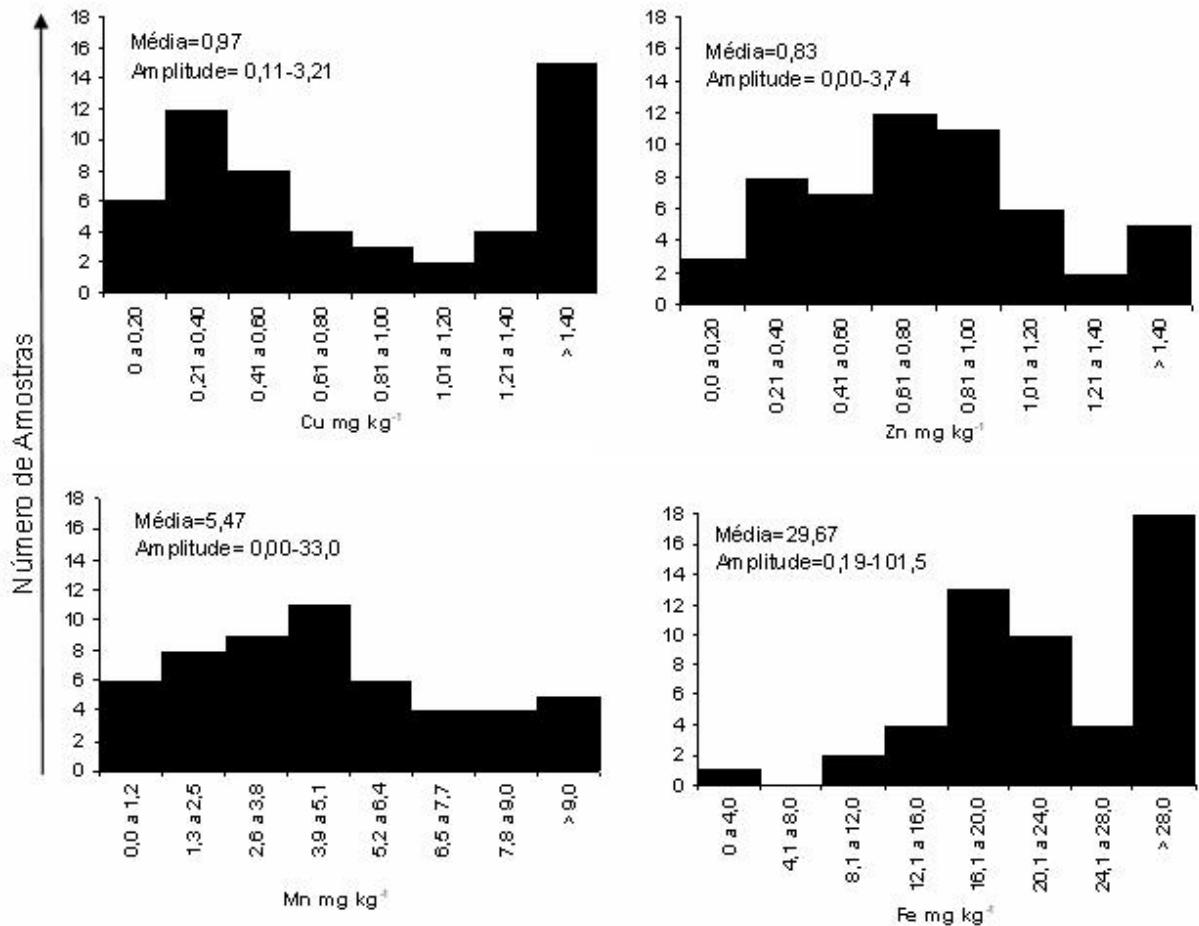 Número de Amostras
18
16
14
12
10
8
6
4
2
0
Média=0,97
Amplitude= 0,11-3,21
0 a 0,20
0,21 a 0,40
0,41 a 0,60
0,61 a 0,80
0,81 a 1,00
1,01 a 1,20
1,21 a 1,40
> 1,40
Cu mg kg⁻¹
18
16
14
12
10
8
6
4
2
0
Média=0,83
Amplitude= 0,00-3,74
0,0 a 0,20
0,21 a 0,40
0,41 a 0,60
0,61 a 0,80
0,81 a 1,00
1,01 a 1,20
1,21 a 1,40
> 1,40
Zn mg kg⁻¹
18
16
14
12
10
8
6
4
2
0
Média=5,47
Amplitude= 0,00-33,0
0,0 a 1,2
1,3 a 2,5
2,6 a 3,8
3,9 a 5,1
5,2 a 6,4
6,5 a 7,7
7,8 a 9,0
> 9,0
Mn mg kg⁻¹
18
16
14
12
10
8
6
4
2
0
Média=29,67
Amplitude=0,19-101,5
0 a 4,0
4,1 a 8,0
8,1 a 12,0
12,1 a 16,0
16,1 a 20,0
20,1 a 24,0
24,1 a 28,0
> 28,0
Fe mg kg⁻¹